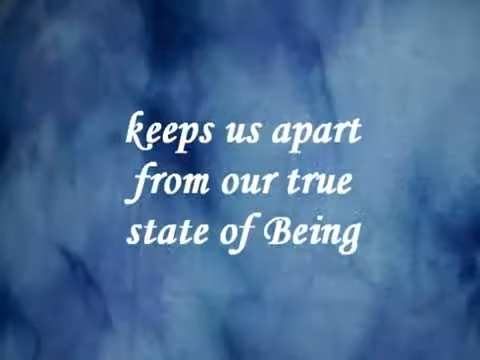 keeps us apart
from our true
state of Being